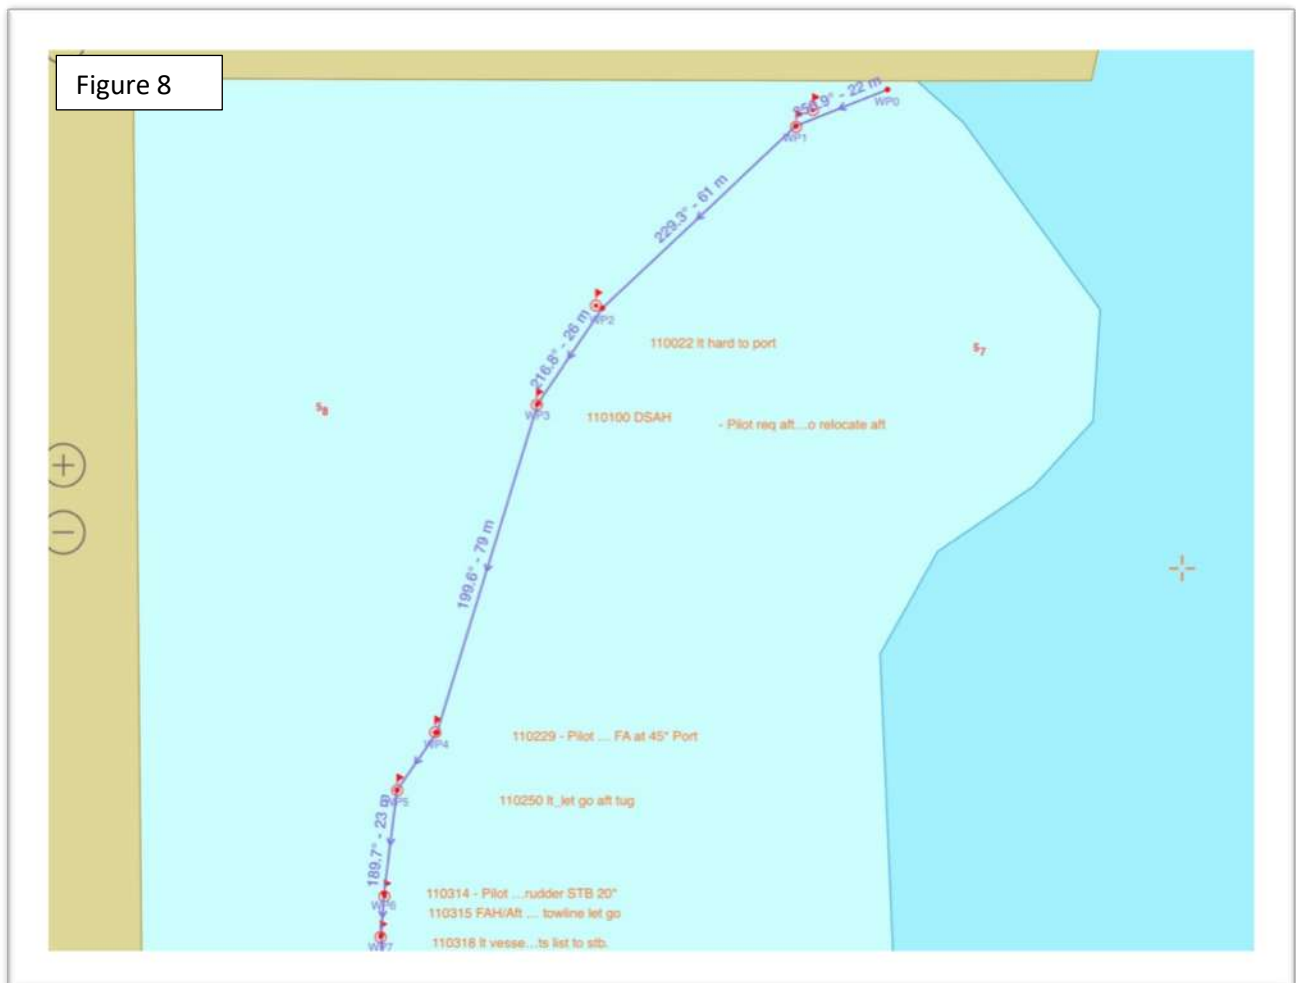 Figure 8
- 22 m
WP0
WP1
229.3° - 61 m
WP2
216.8° - 26 m
110022 lt hard to port
5₇
WP3
5₈
110100 DSAH - Pilot req aft...o relocate aft
199.6° - 79 m
WP4
110229 - Pilot ... FA at 45° Port
WP5
110250 lt_let go aft tug
189.7° - 23 m
WP6
110314 - Pilot ...rudder STB 20°
110315 FAH/Aft ... towline let go
WP7
110318 lt vesse...ts list to stb.